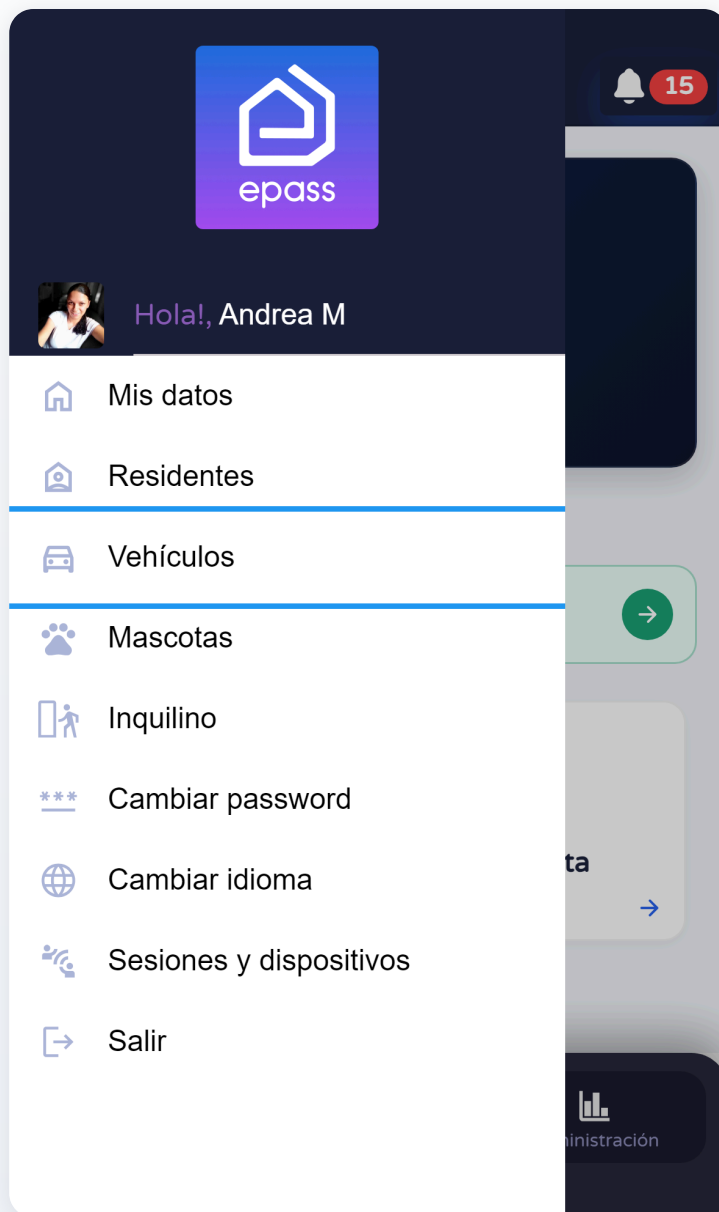 15
epass
Hola!, Andrea M
Mis datos
Residentes
Vehículos
Mascotas
Inquilino
Cambiar password
ta
Cambiar idioma
Sesiones y dispositivos
Salir
inistración